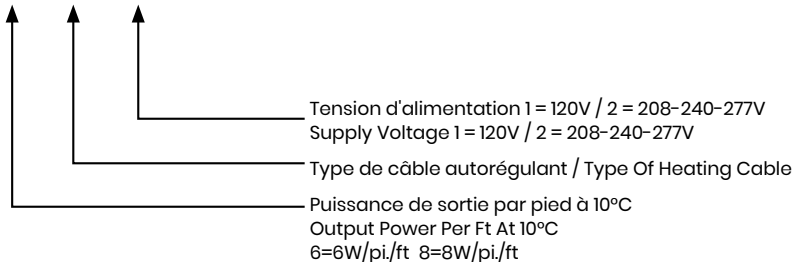 Tension d'alimentation 1 = 120V / 2 = 208-240-277V
Supply Voltage 1 = 120V / 2 = 208-240-277V
Type de câble autorégulant / Type Of Heating Cable
Puissance de sortie par pied à 10°C
Output Power Per Ft At 10°C
6=6W/pi./ft 8=8W/pi./ft